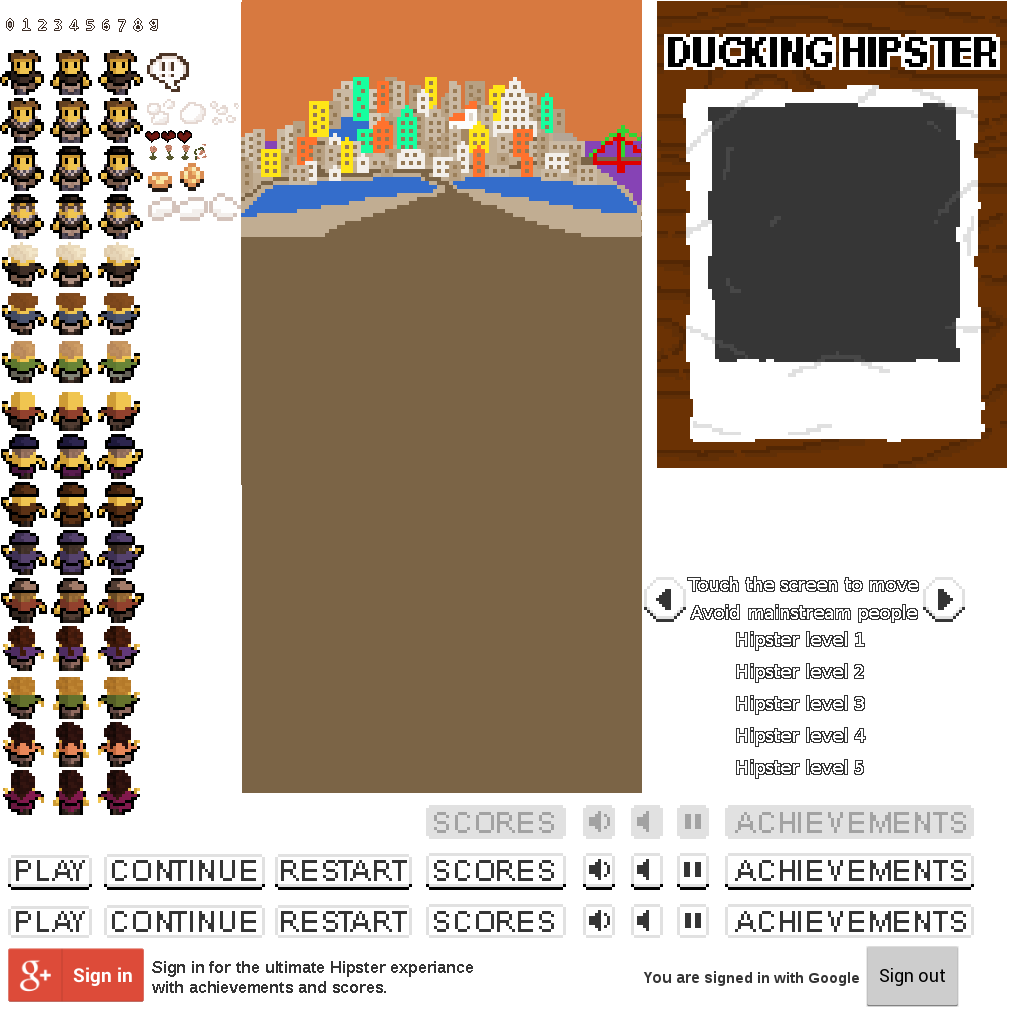 0 1 2 3 4 5 6 7 8 9
DUCKING HIPSTER
Touch the screen to move
Avoid mainstream people
Hipster level 1
Hipster level 2
Hipster level 3
Hipster level 4
Hipster level 5
SCORES ACHIEVEMENTS
PLAY CONTINUE RESTART SCORES ACHIEVEMENTS
PLAY CONTINUE RESTART SCORES ACHIEVEMENTS
g+ Sign in
Sign in for the ultimate Hipster experiance
with achievements and scores.
You are signed in with Google
Sign out